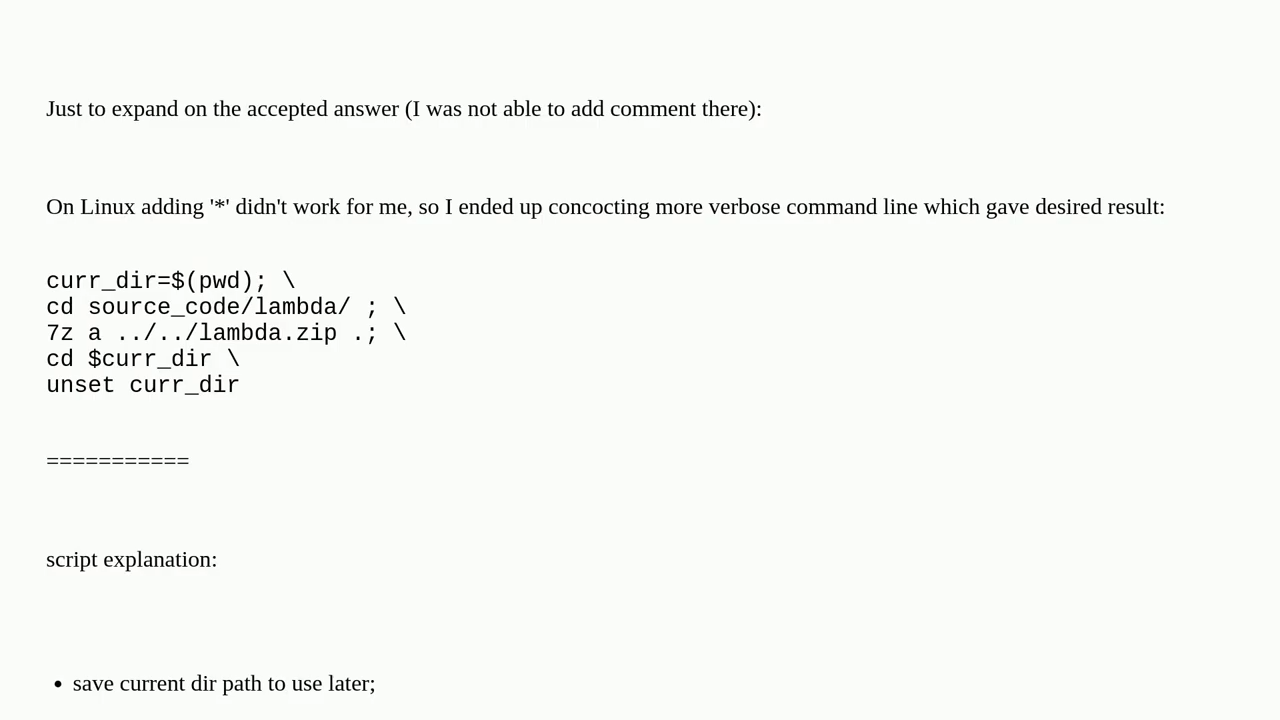 Just to expand on the accepted answer (I was not able to add comment there):
On Linux adding '*' didn't work for me, so I ended up concocting more verbose command line which gave desired result:
curr_dir=$(pwd); \
cd source_code/lambda/ ; \
7z a ../../lambda.zip .; \
cd $curr_dir \
unset curr_dir
===========
script explanation:
• save current dir path to use later;